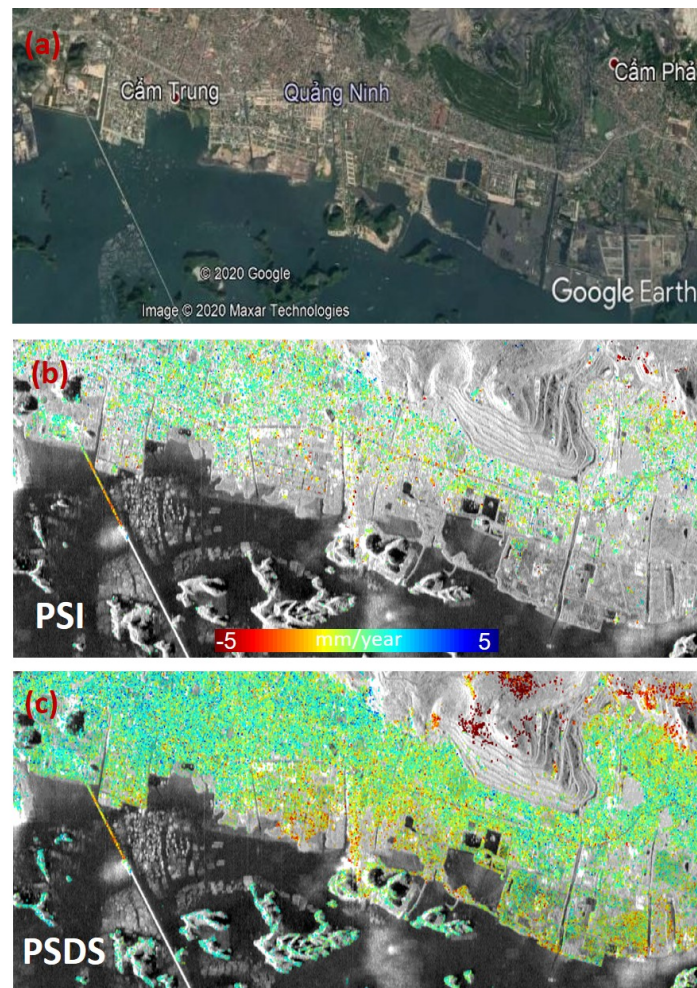 (a)
Cẩm Trung
Quảng Ninh
Cẩm Phả
© 2020 Google
Image © 2020 Maxar Technologies
Google Earth
(b)
PSI
-5 mm/year 5
(c)
PSDS